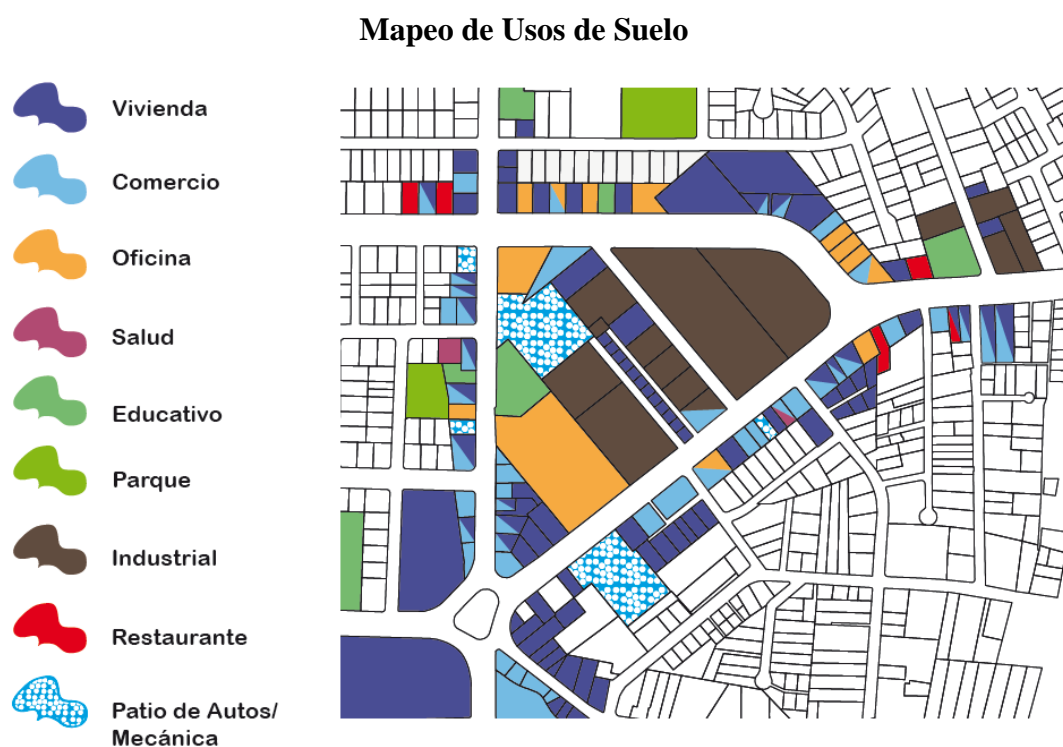 Mapeo de Usos de Suelo
Vivienda
Comercio
Oficina
Salud
Educativo
Parque
Industrial
Restaurante
Patio de Autos/
Mecánica